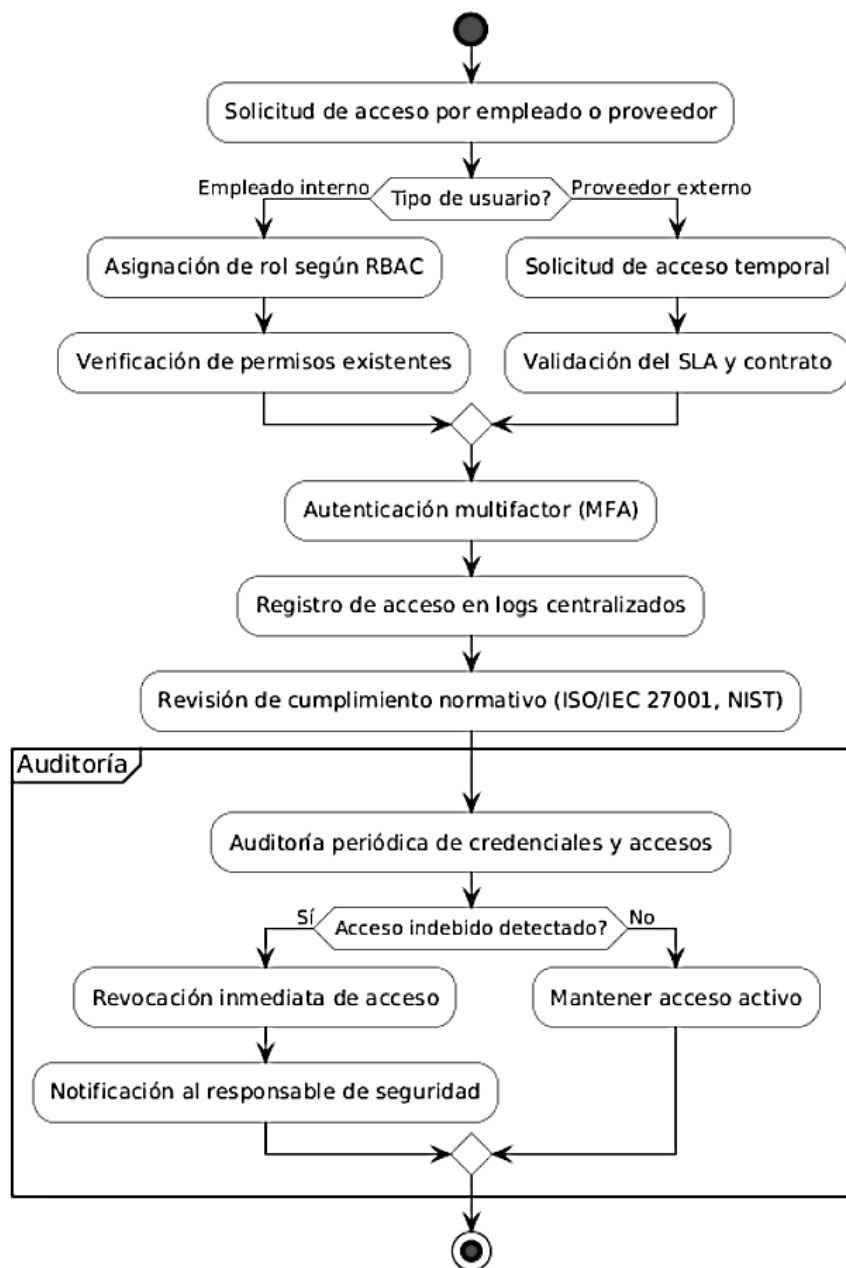 Solicitud de acceso por empleado o proveedor
Empleado interno
Tipo de usuario?
Proveedor externo
Asignación de rol según RBAC
Solicitud de acceso temporal
Verificación de permisos existentes
Validación del SLA y contrato
Autenticación multifactor (MFA)
Registro de acceso en logs centralizados
Revisión de cumplimiento normativo (ISO/IEC 27001, NIST)
Auditoría
Auditoría periódica de credenciales y accesos
Sí
Acceso indebido detectado?
No
Revocación inmediata de acceso
Mantener acceso activo
Notificación al responsable de seguridad